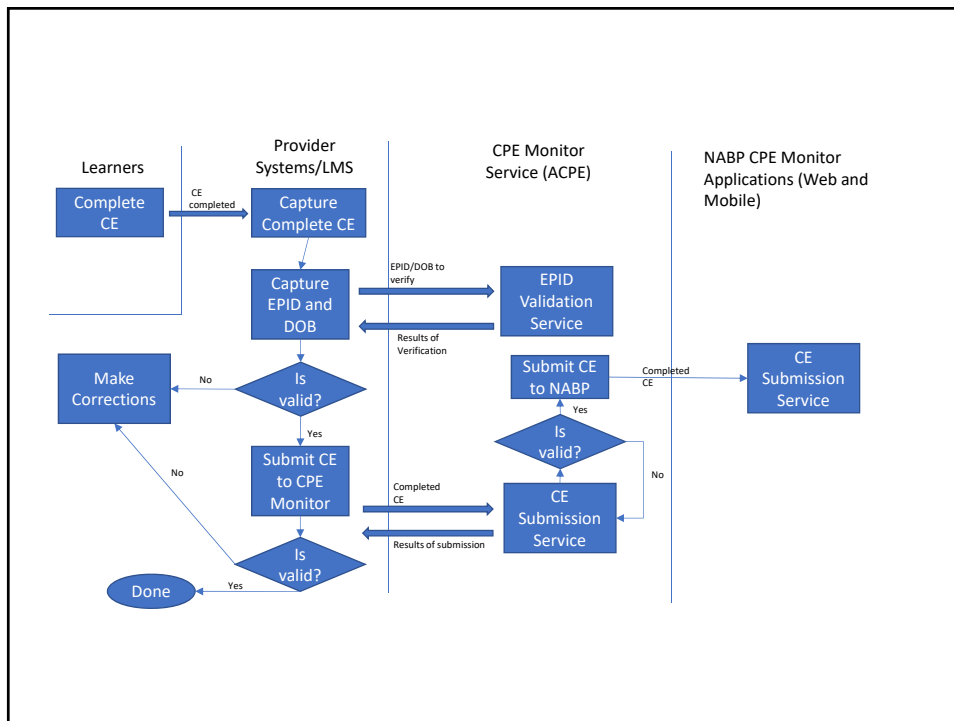 Learners
Provider
Systems/LMS
CPE Monitor
Service (ACPE)
NABP CPE Monitor
Applications (Web and
Mobile)
Complete
CE
CE
completed
Capture
Complete CE
Capture
EPID and
DOB
EPID/DOB to
verify
EPID
Validation
Service
Results of
Verification
Make
Corrections
No
Is
valid?
Submit CE
to NABP
Completed
CE
CE
Submission
Service
Yes
Yes
Is
valid?
No
Submit CE
to CPE
Monitor
No
Completed
CE
CE
Submission
Service
Results of submission
Is
valid?
Yes
Done